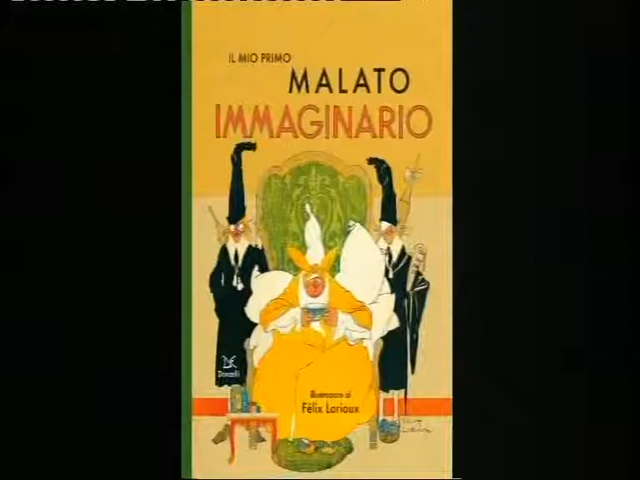 IL MIO PRIMO
MALATO
IMMAGINARIO
Donzelli
illustrazioni di
Félix Lorioux